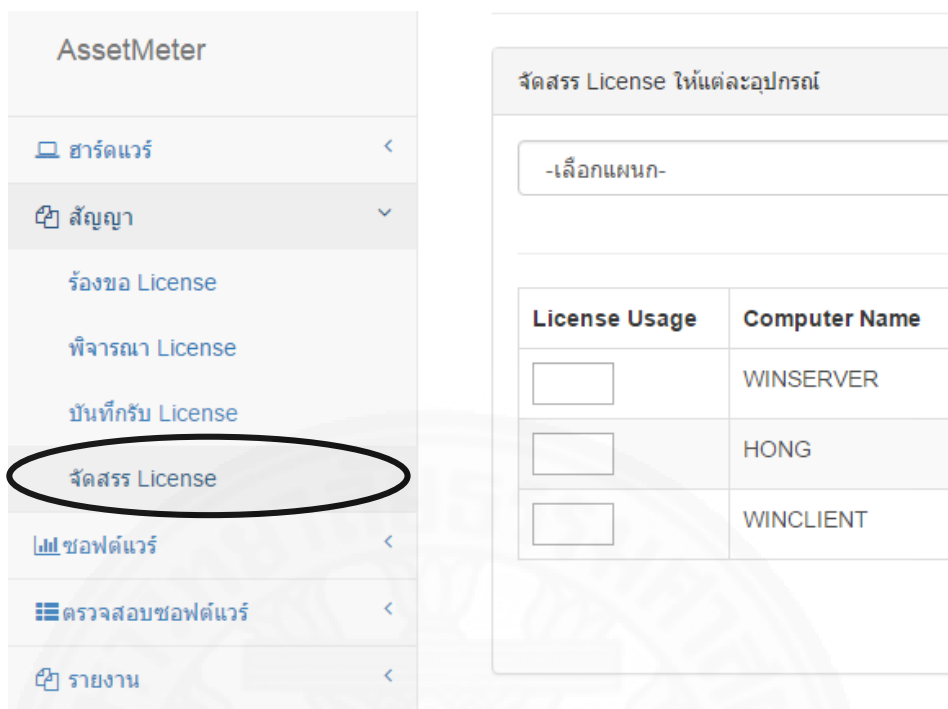 AssetMeter
ฮาร์ดแวร์
สัญญา
ร้องขอ License
พิจารณา License
บันทึกรับ License
จัดสรร License
ซอฟต์แวร์
ตรวจสอบซอฟต์แวร์
รายงาน
จัดสรร License ให้แต่ละอุปกรณ์
-เลือกแผนก-
License Usage Computer Name
WINSERVER
HONG
WINCLIENT